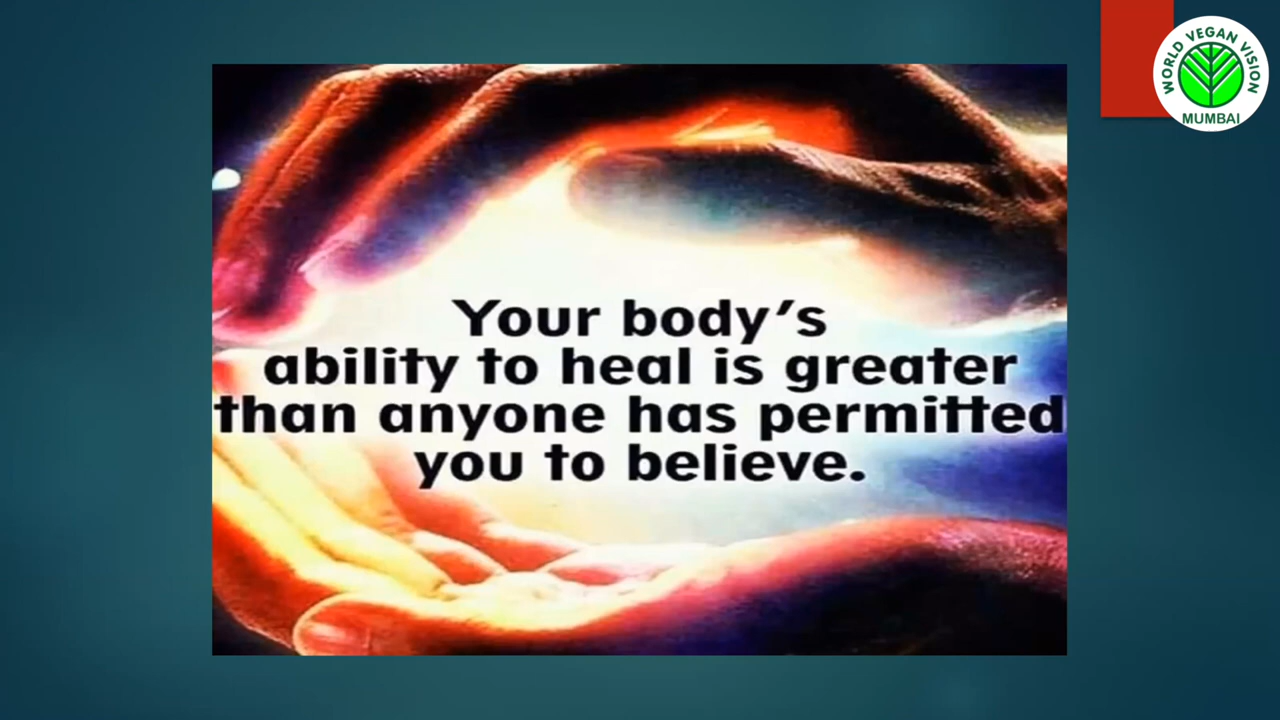 WORLD VEGAN VISION
MUMBAI
Your body's
ability to heal is greater
than anyone has permitted
you to believe.